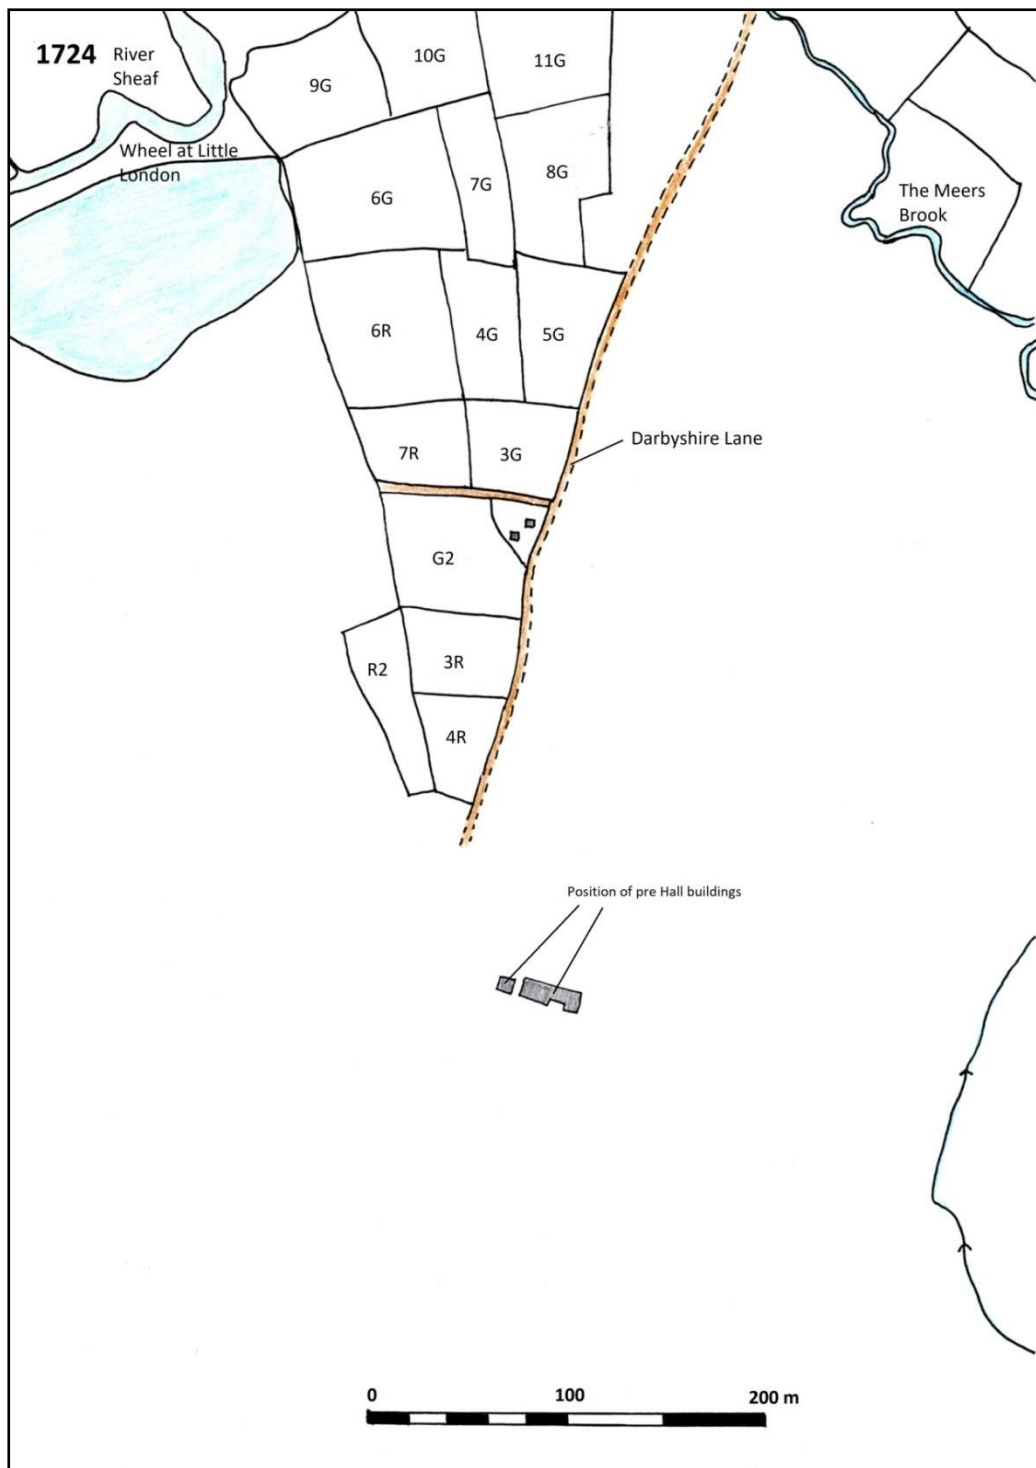 1724
River
Sheaf
Wheel at Little
London
9G
10G
11G
6G
7G
8G
The Meers
Brook
6R
4G
5G
Darbyshire Lane
7R
3G
G2
R2
3R
4R
Position of pre Hall buildings
0 100 200 m